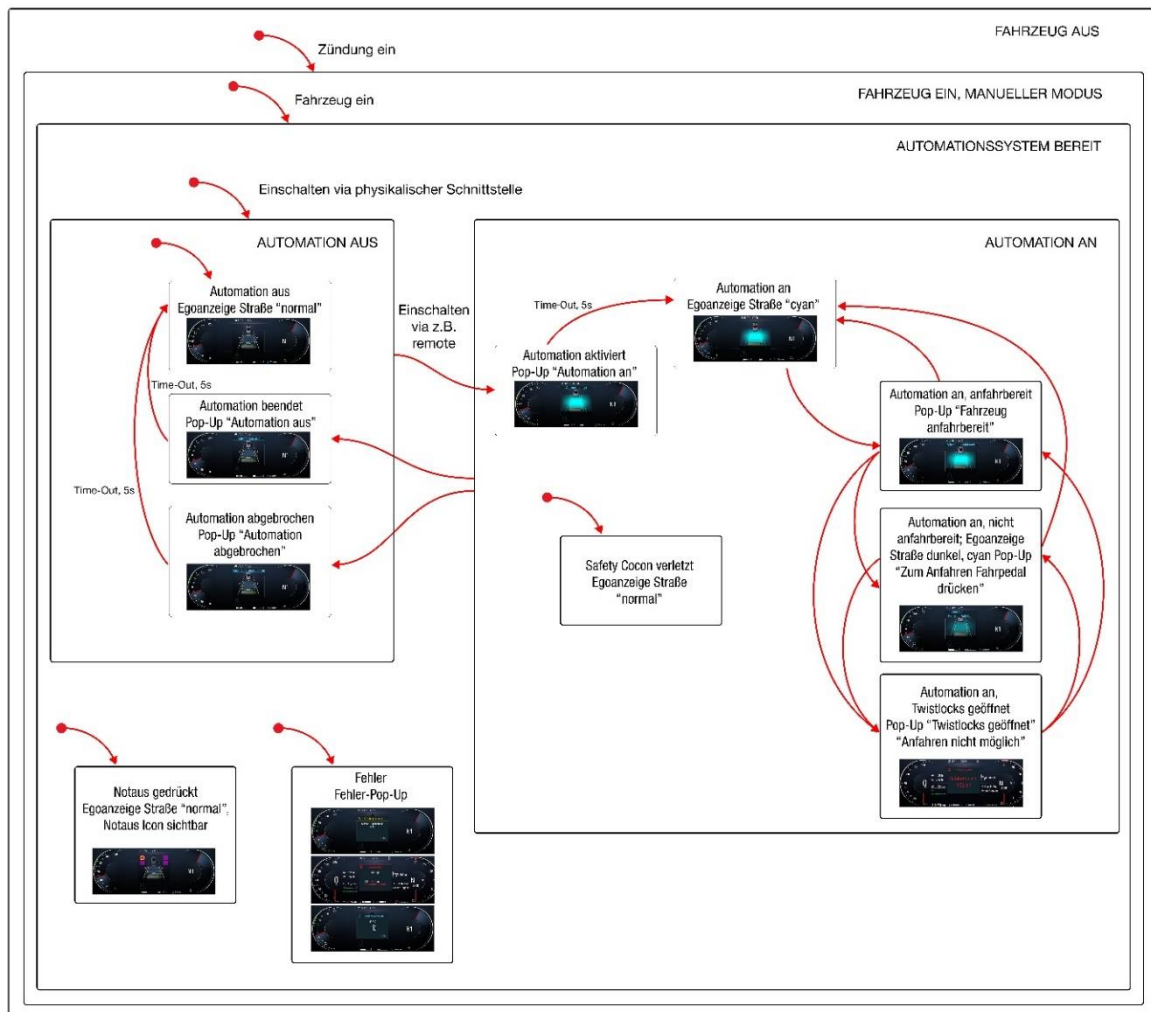 FAHRZEUG AUS
Zündung ein
FAHRZEUG EIN, MANUELLER MODUS
Fahrzeug ein
AUTOMATIONSSYSTEM BEREIT
Einschalten via physikalischer Schnittstelle
AUTOMATION AUS
Automation aus
Egoanzeige Straße “normal”
Time-Out, 5s
Automation beendet
Pop-Up “Automation aus”
Time-Out, 5s
Automation abgebrochen
Pop-Up “Automation
abgebrochen”
Einschalten
via z.B.
remote
AUTOMATION AN
Automation aktiviert
Pop-Up “Automation an”
Time-Out, 5s
Automation an
Egoanzeige Straße “cyan”
Automation an, anfahrbereit
Pop-Up “Fahrzeug
anfahrbereit”
Automation an, nicht
anfahrbereit; Egoanzeige
Straße dunkel, cyan Pop-Up
“Zum Anfahren Fahrpedal
drücken”
Automation an,
Twistlocks geöffnet
Pop-Up “Twistlocks geöffnet”
“Anfahren nicht möglich”
Safety Cocon verletzt
Egoanzeige Straße
“normal”
Notaus gedrückt
Egoanzeige Straße “normal”,
Notaus Icon sichtbar
Fehler
Fehler-Pop-Up